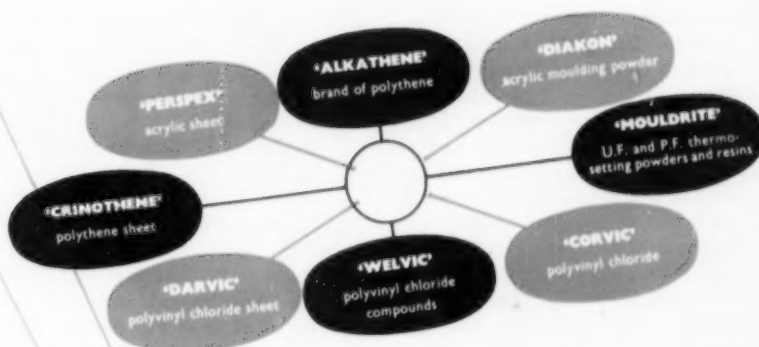 'ALKATHENE'
brand of polythene
'DIAKON'
acrylic moulding powder
'PERSPEX'
acrylic sheet
'MOULDRITE'
U.F. and P.F. thermo-
setting powders and resins
'CRINOTHENE'
polythene sheet
'CORVIC'
polyvinyl chloride
'DARVIC'
polyvinyl chloride sheet
'WELVIC'
polyvinyl chloride
compounds